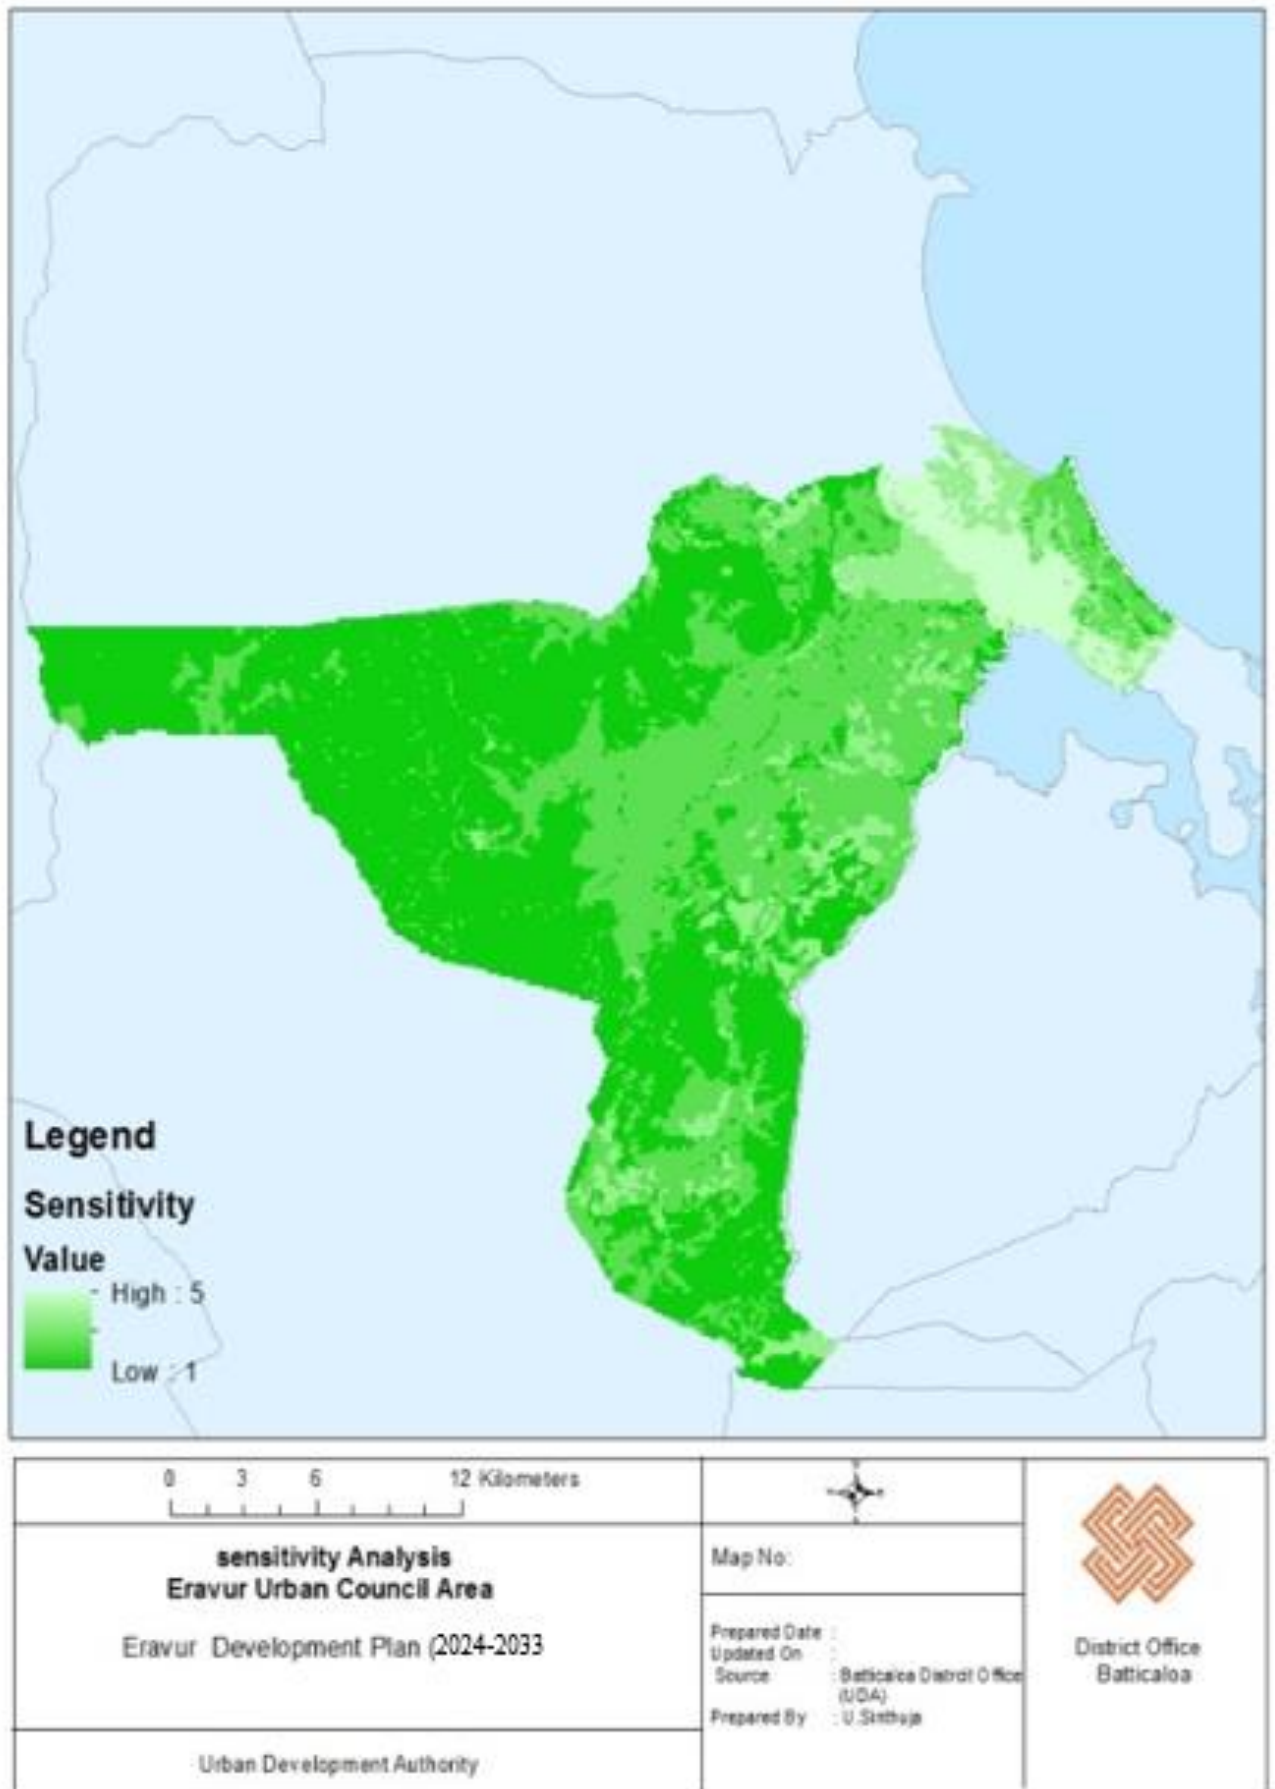 Legend
Sensitivity
Value
High : 5
Low : 1
0 3 6 12 Kilometers
sensitivity Analysis
Eravur Urban Council Area
Eravur Development Plan (2024-2033
Urban Development Authority
Map No:
Prepared Date :
Updated On :
Source : Batticaloa Distrct Office
(UDA)
Prepared By : U.Sinthuja
District Office
Batticaloa